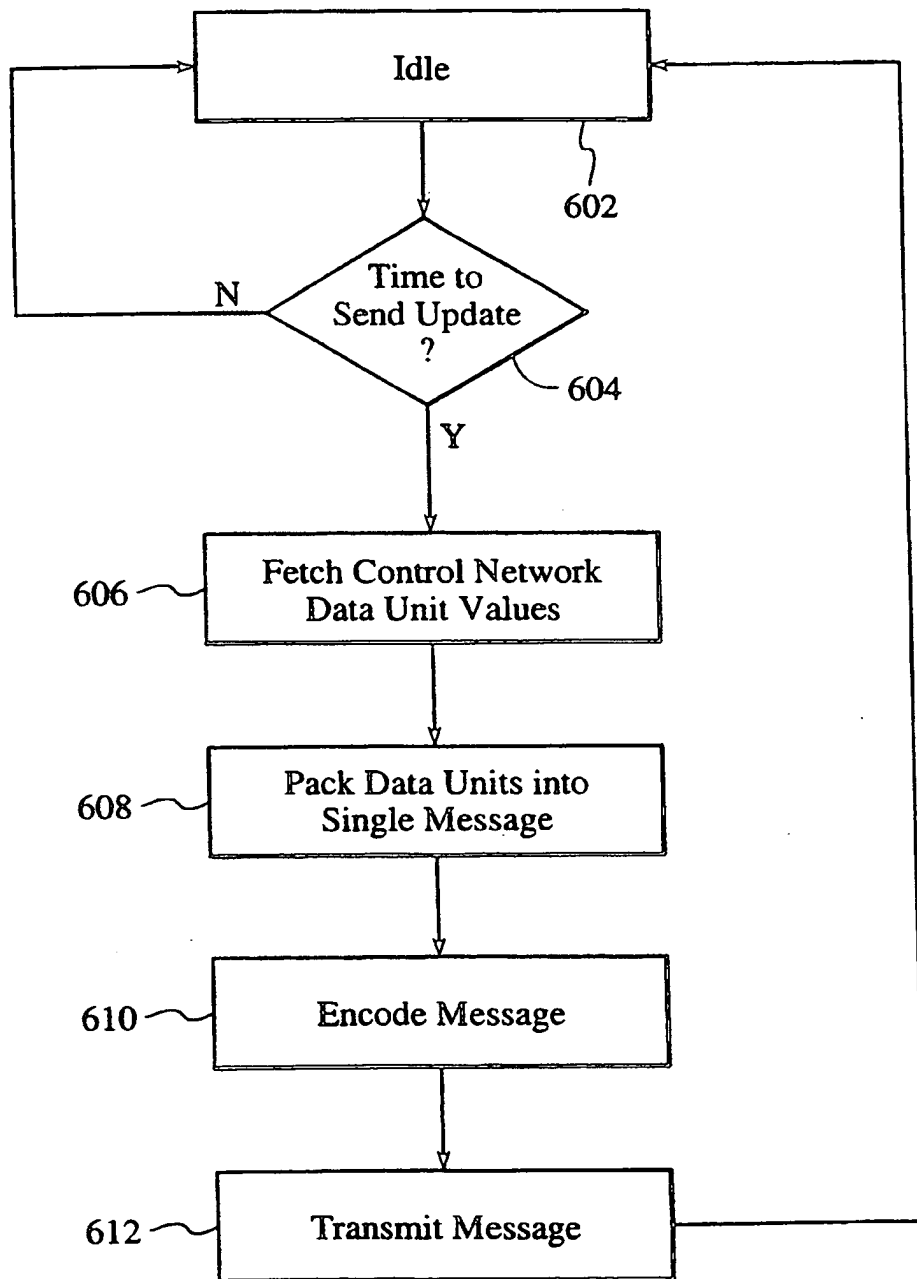 Idle
602
Time to
Send Update
?
N
604
Y
Fetch Control Network
Data Unit Values
606
Pack Data Units into
Single Message
608
Encode Message
610
Transmit Message
612